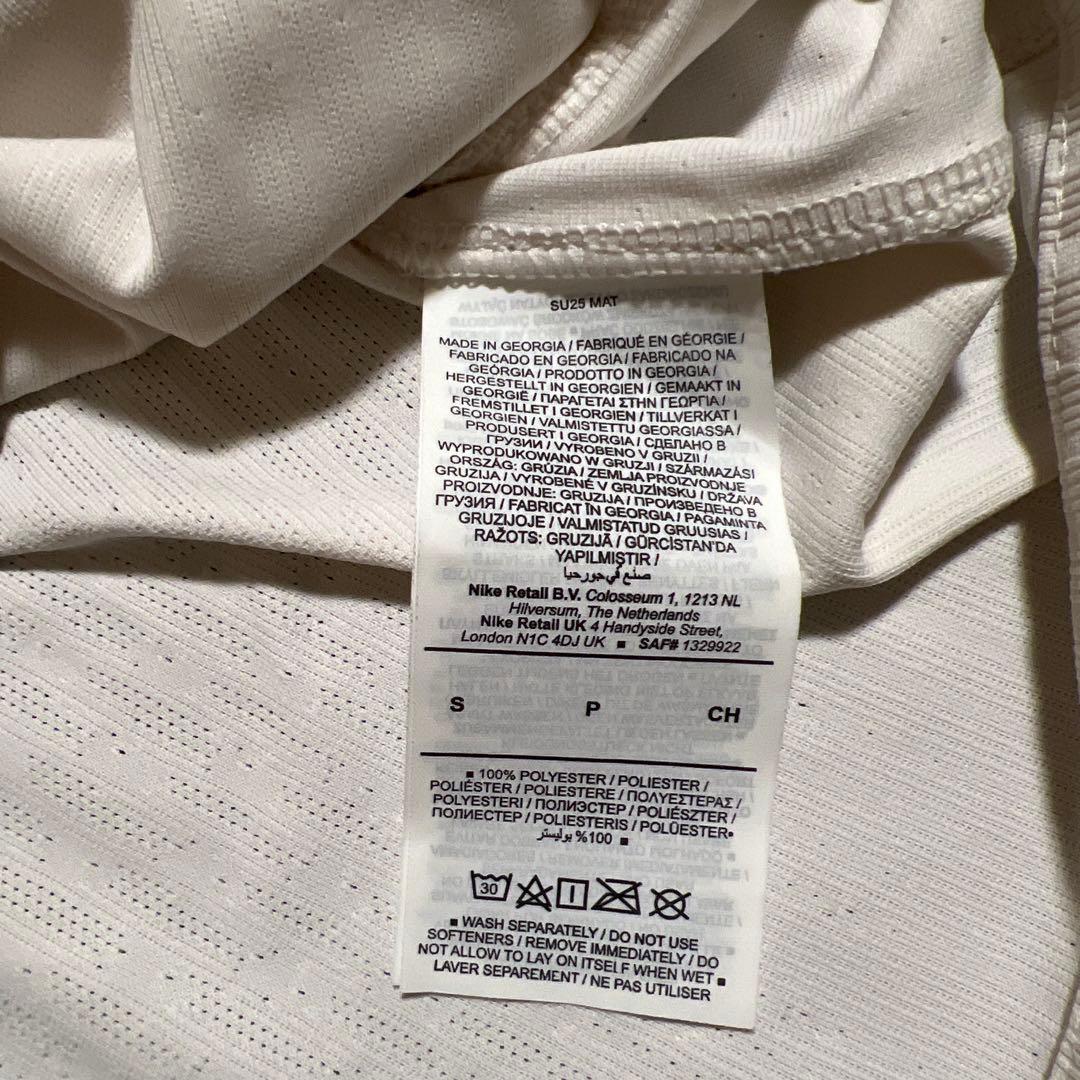 SU25 MAT
MADE IN GEORGIA / FABRIQUÉ EN GÉORGIE /
FABRICADO EN GEORGIA / FABRICADO NA
GEÓRGIA / PRODOTTO IN GEORGIA /
HERGESTELLT IN GEORGIEN / GEMAAKT IN
GEORGIË / ΠΑΡΑΓΕΤΑΙ ΣΤΗΝ ΓΕΩΡΓΙΑ /
FREMSTILLET I GEORGIEN / TILLVERKAT I
GEORGIEN / VALMISTETTU GEORGIASSA /
PRODUSERT I GEORGIA / СДЕЛАНО В
ГРУЗИИ / VYROBENO V GRUZII /
WYPRODUKOWANO W GRUZJI / SZÁRMAZÁSI
ORSZÁG: GRÚZIA / ZEMLJA PROIZVODNJE
GRUZIJA / VYROBENÉ V GRUZÍNSKU / DRŽAVA
PROIZVODNJE: GRUZIJA / ПРОИЗВЕДЕНО В
ГРУЗИЯ / FABRICAT ÎN GEORGIA / PAGAMINTA
GRUZIJOJE / VALMISTATUD GRUUSIAS /
RAŽOTS: GRUZIJĀ / GÜRCİSTAN'DA
YAPILMIŞTIR /
صنع في جورجيا
Nike Retail B.V. Colosseum 1, 1213 NL
Hilversum, The Netherlands
Nike Retail UK 4 Handyside Street,
London N1C 4DJ UK ■ SAF# 1329922
S P CH
■ 100% POLYESTER / POLIESTER /
POLIÉSTER / POLIESTERE / ΠΟΛΥΕΣΤΕΡΑΣ /
POLYESTERI / ПОЛИЭСТЕР / POLIÉSZTER /
ПОЛИЕСТЕР / POLIESTERIS / POLÜESTER▪
100% بوليستر ■
30
■ WASH SEPARATELY / DO NOT USE
SOFTENERS / REMOVE IMMEDIATELY / DO
NOT ALLOW TO LAY ON ITSELF WHEN WET ■
LAVER SEPAREMENT / NE PAS UTILISER